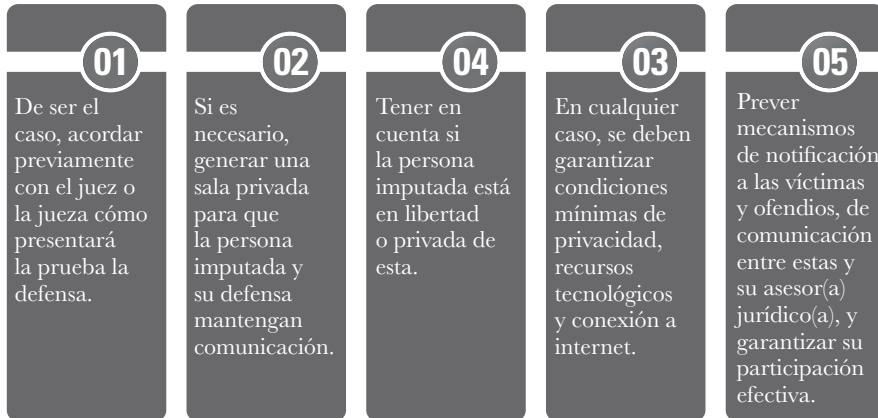 01
De ser el
caso, acordar
previamente
con el juez o
la jueza cómo
presentará
la prueba la
defensa.
02
Si es
necesario,
generar una
sala privada
para que
la persona
imputada y
su defensa
mantengan
comunicación.
04
Tener en
cuenta si
la persona
imputada está
en libertad
o privada de
esta.
03
En cualquier
caso, se deben
garantizar
condiciones
mínimas de
privacidad,
recursos
tecnológicos
y conexión a
internet.
05
Prever
mecanismos
de notificación
a las víctimas
y ofendios, de
comunicación
entre estas y
su asesor(a)
jurídico(a), y
garantizar su
participación
efectiva.